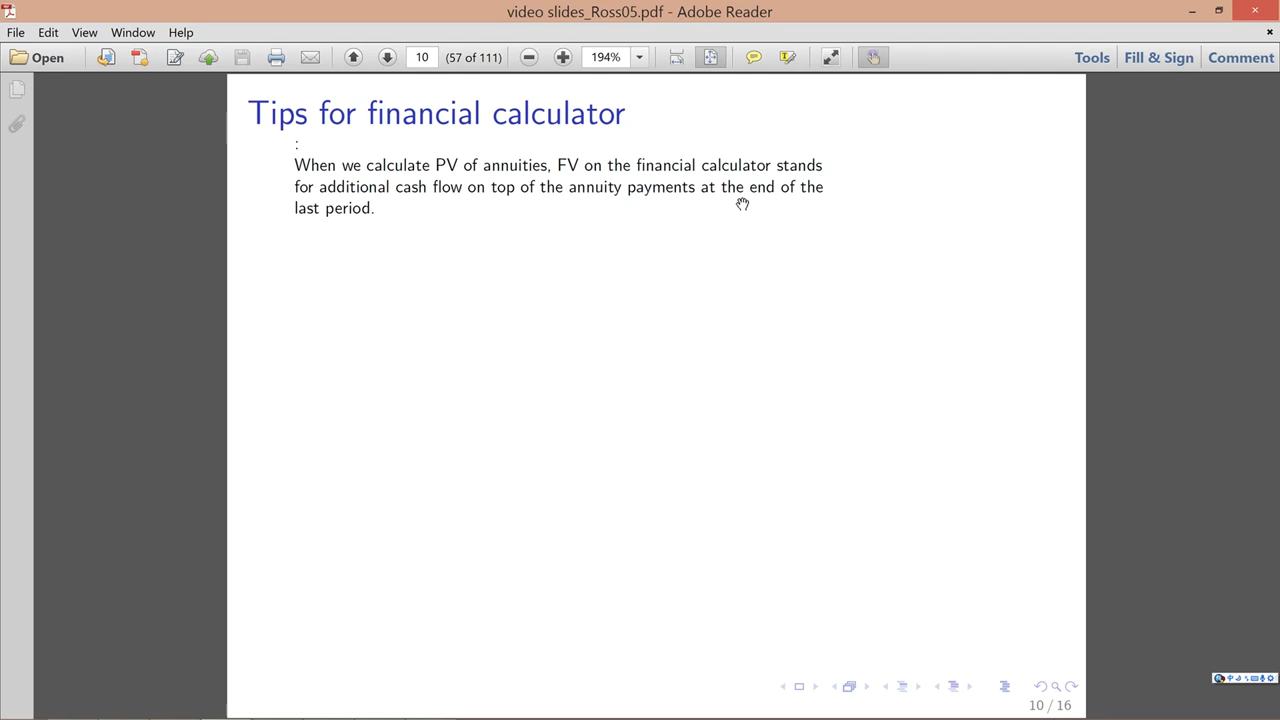 video slides_Ross05.pdf - Adobe Reader
File Edit View Window Help
Open 10 (57 of 111) 194% Tools Fill & Sign Comment
Tips for financial calculator
:
When we calculate PV of annuities, FV on the financial calculator stands
for additional cash flow on top of the annuity payments at the end of the
last period.
10 / 16